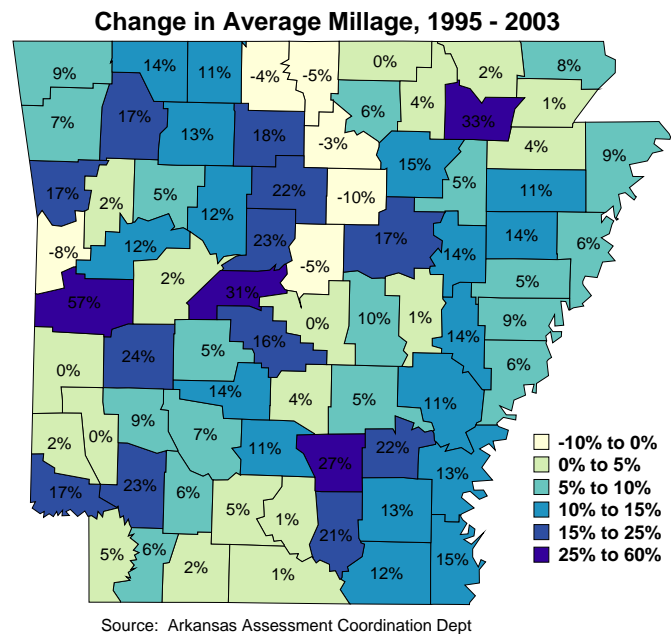 Change in Average Millage, 1995 - 2003
9% 14% 11% -4% -5% 0% 2% 8%
7% 17% 13% 18% -3% 6% 4% 33% 1%
15% 4% 9%
17% 2% 5% 12% 22% -10% 5% 11%
-8% 12% 23% 17% 14% 14% 6%
57% 2% 31% -5% 5%
0% 10% 1% 14% 9%
0% 24% 5% 16% 6%
14% 4% 5% 11%
2% 0% 9% 7% 11% 27% 22%
17% 23% 6% 5% 1% 21% 13% 13%
5% 6% 2% 1% 12% 15%
-10% to 0%
0% to 5%
5% to 10%
10% to 15%
15% to 25%
25% to 60%
Source: Arkansas Assessment Coordination Dept